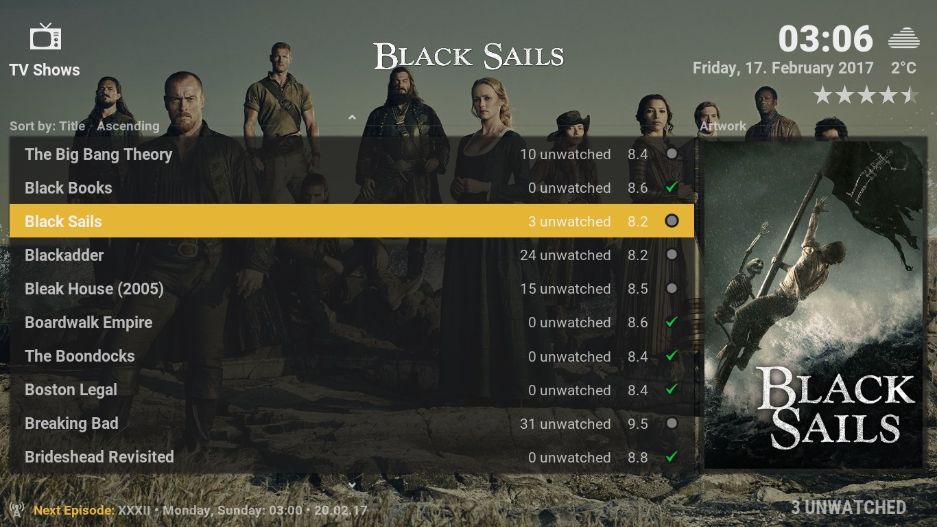 TV Shows
BLACK SAILS
03:06
Friday, 17. February 2017 2°C
Sort by: Title · Ascending
Artwork
The Big Bang Theory 10 unwatched 8.4
Black Books 0 unwatched 8.6
Black Sails 3 unwatched 8.2
Blackadder 24 unwatched 8.2
Bleak House (2005) 15 unwatched 8.5
Boardwalk Empire 0 unwatched 8.6
The Boondocks 0 unwatched 8.4
Boston Legal 0 unwatched 8.4
Breaking Bad 31 unwatched 9.5
Brideshead Revisited 0 unwatched 8.8
BLACK
SAILS
Next Episode: XXXII • Monday, Sunday: 03:00 • 20.02.17
3 UNWATCHED